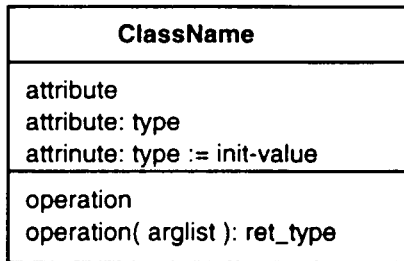 ClassName
attribute
attribute: type
attrinute: type := init-value
operation
operation( arglist ): ret_type